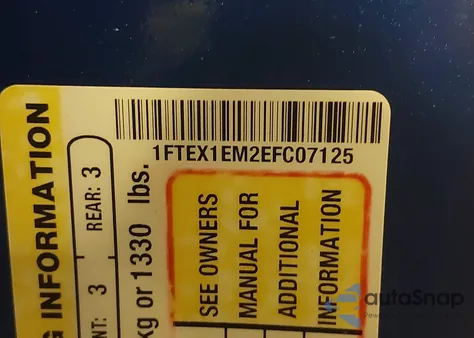 1FTEX1EM2EFC07125
G INFORMATION
NT: 3 REAR: 3
kg or 1330 lbs.
SEE OWNERS
MANUAL FOR
ADDITIONAL
INFORMATION
autoSnap